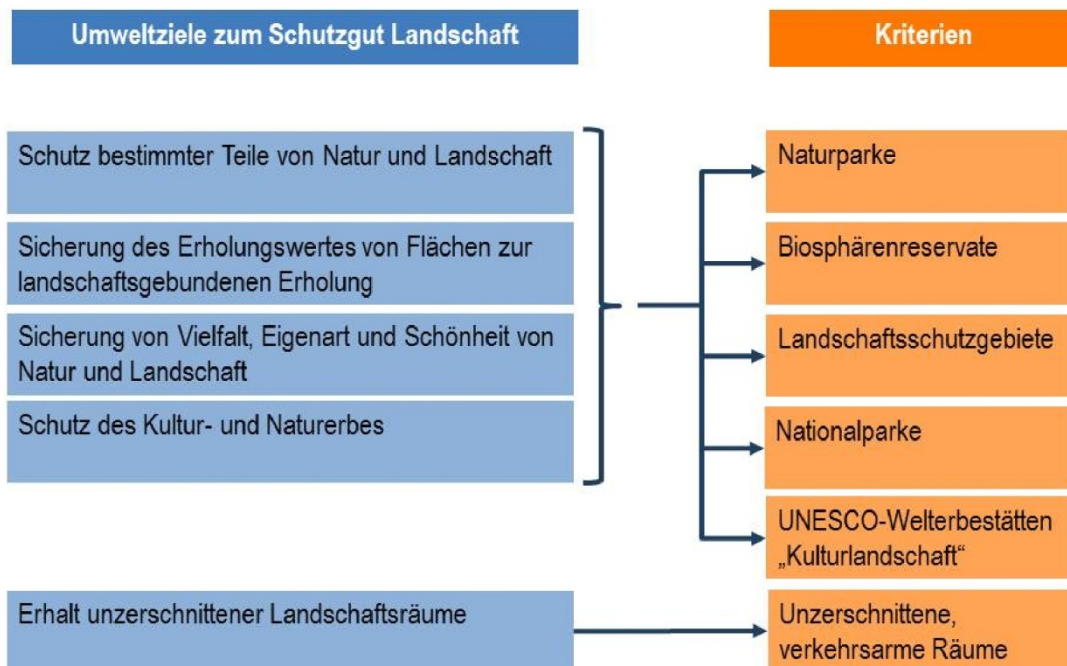 Umweltziele zum Schutzgut Landschaft
Kriterien
Schutz bestimmter Teile von Natur und Landschaft
Sicherung des Erholungswertes von Flächen zur
landschaftsgebundenen Erholung
Sicherung von Vielfalt, Eigenart und Schönheit von
Natur und Landschaft
Schutz des Kultur- und Naturerbes
Naturparke
Biosphärenreservate
Landschaftsschutzgebiete
Nationalparke
UNESCO-Welterbestätten
„Kulturlandschaft“
Erhalt unzerschnittener Landschaftsräume
Unzerschnittene,
verkehrsarme Räume